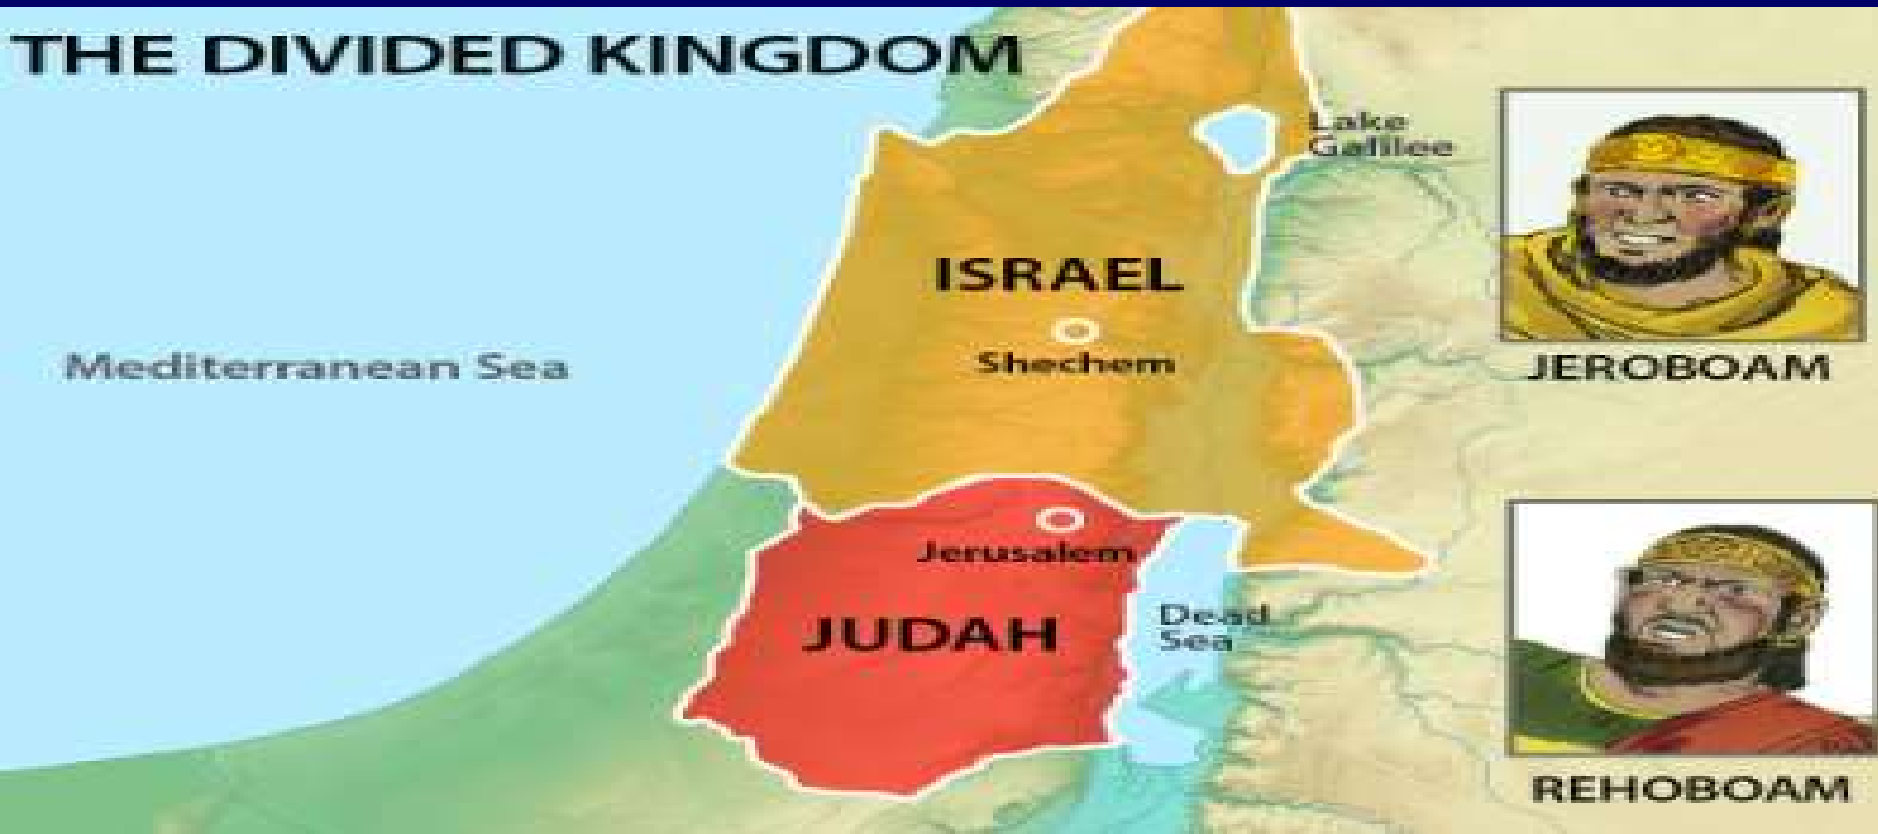 THE DIVIDED KINGDOM
Lake
Galilee
ISRAEL
Shechem
Mediterranean Sea
JEROBOAM
Jerusalem
JUDAH
Dead
Sea
REHOBOAM